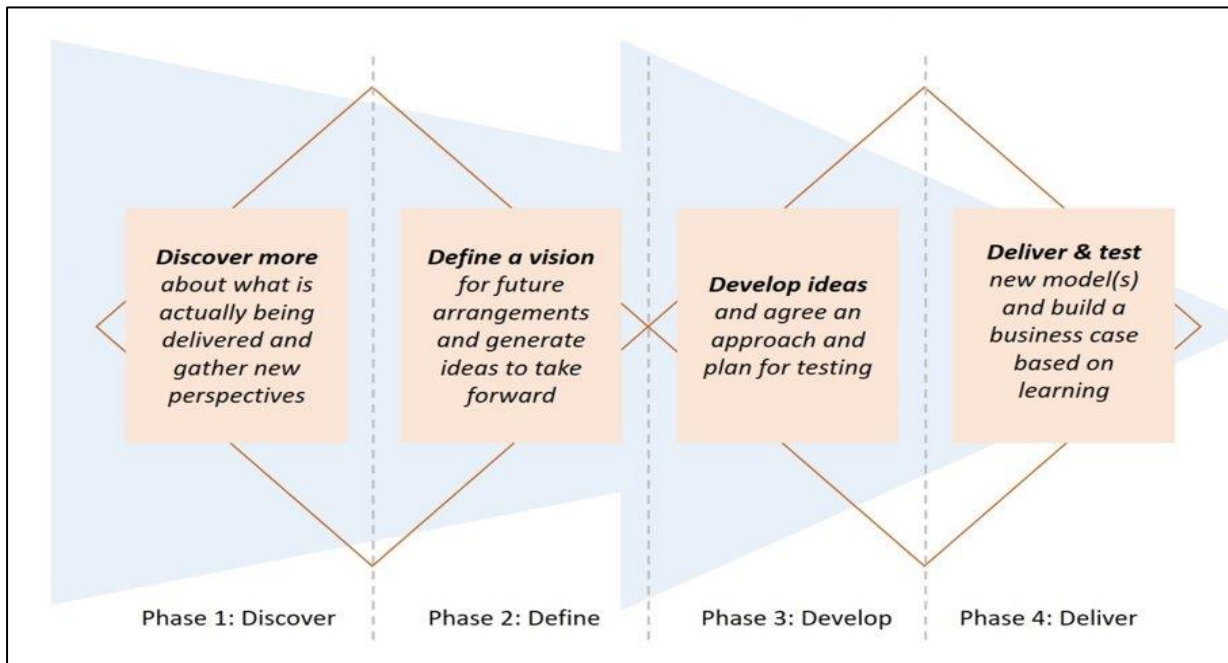 Discover more
about what is
actually being
delivered and
gather new
perspectives
Define a vision
for future
arrangements
and generate
ideas to take
forward
Develop ideas
and agree an
approach and
plan for testing
Deliver & test
new model(s)
and build a
business case
based on
learning
Phase 1: Discover
Phase 2: Define
Phase 3: Develop
Phase 4: Deliver